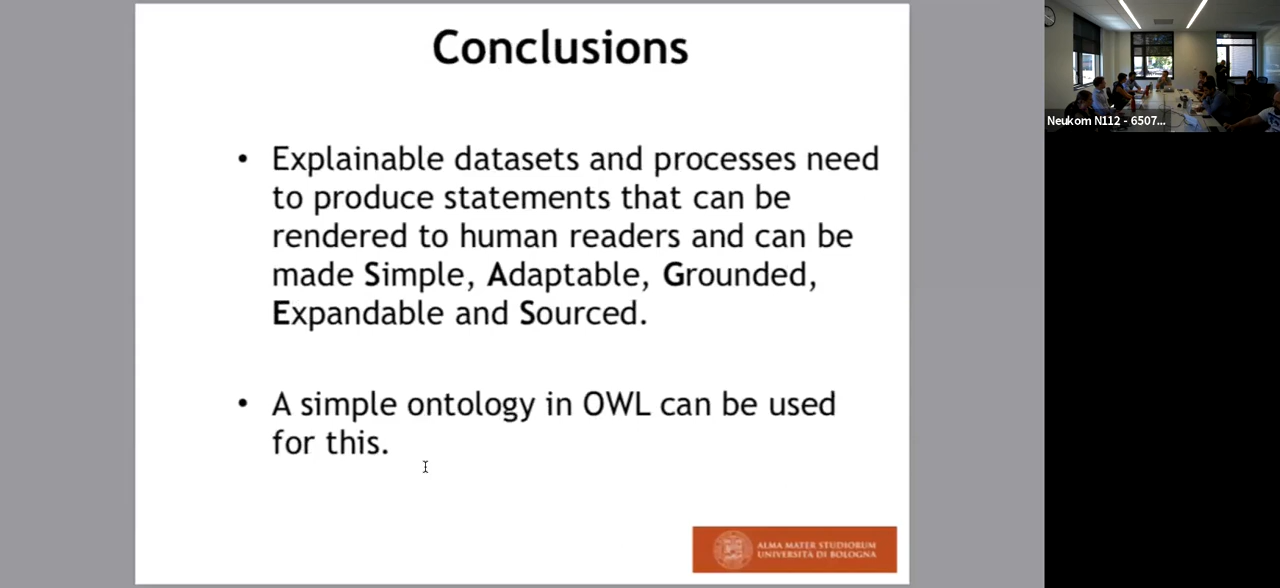 Conclusions
• Explainable datasets and processes need
to produce statements that can be
rendered to human readers and can be
made Simple, Adaptable, Grounded,
Expandable and Sourced.
• A simple ontology in OWL can be used
for this.
ALMA MATER STUDIORUM
UNIVERSITÀ DI BOLOGNA
Neukom N112 - 6507...